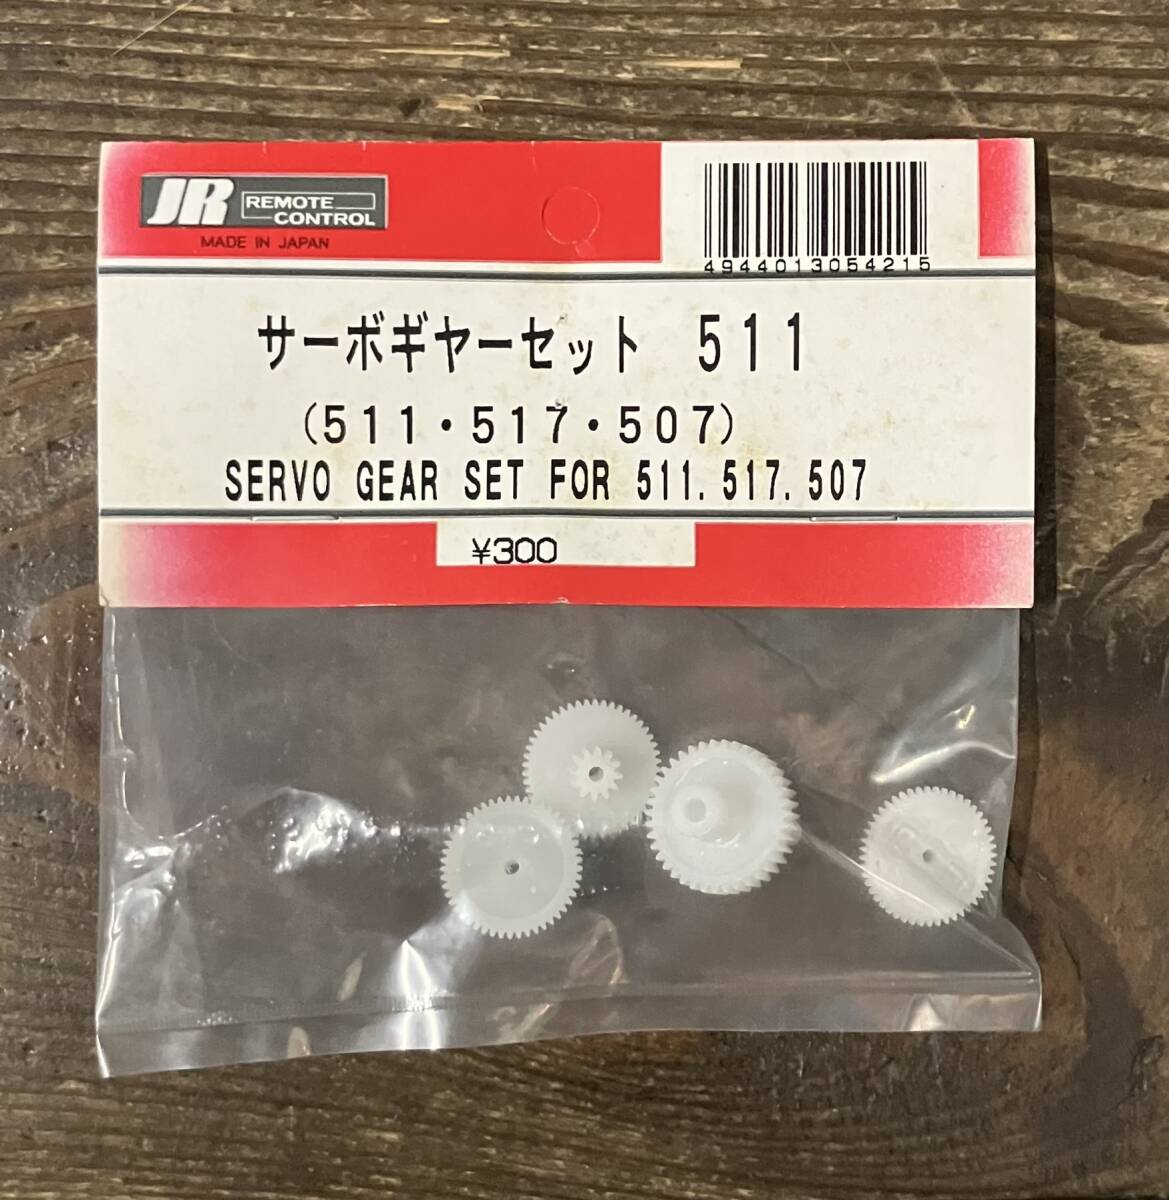 JR REMOTE CONTROL
MADE IN JAPAN
4944013054215
サーボギヤーセット 511
(511・517・507)
SERVO GEAR SET FOR 511.517.507
¥300